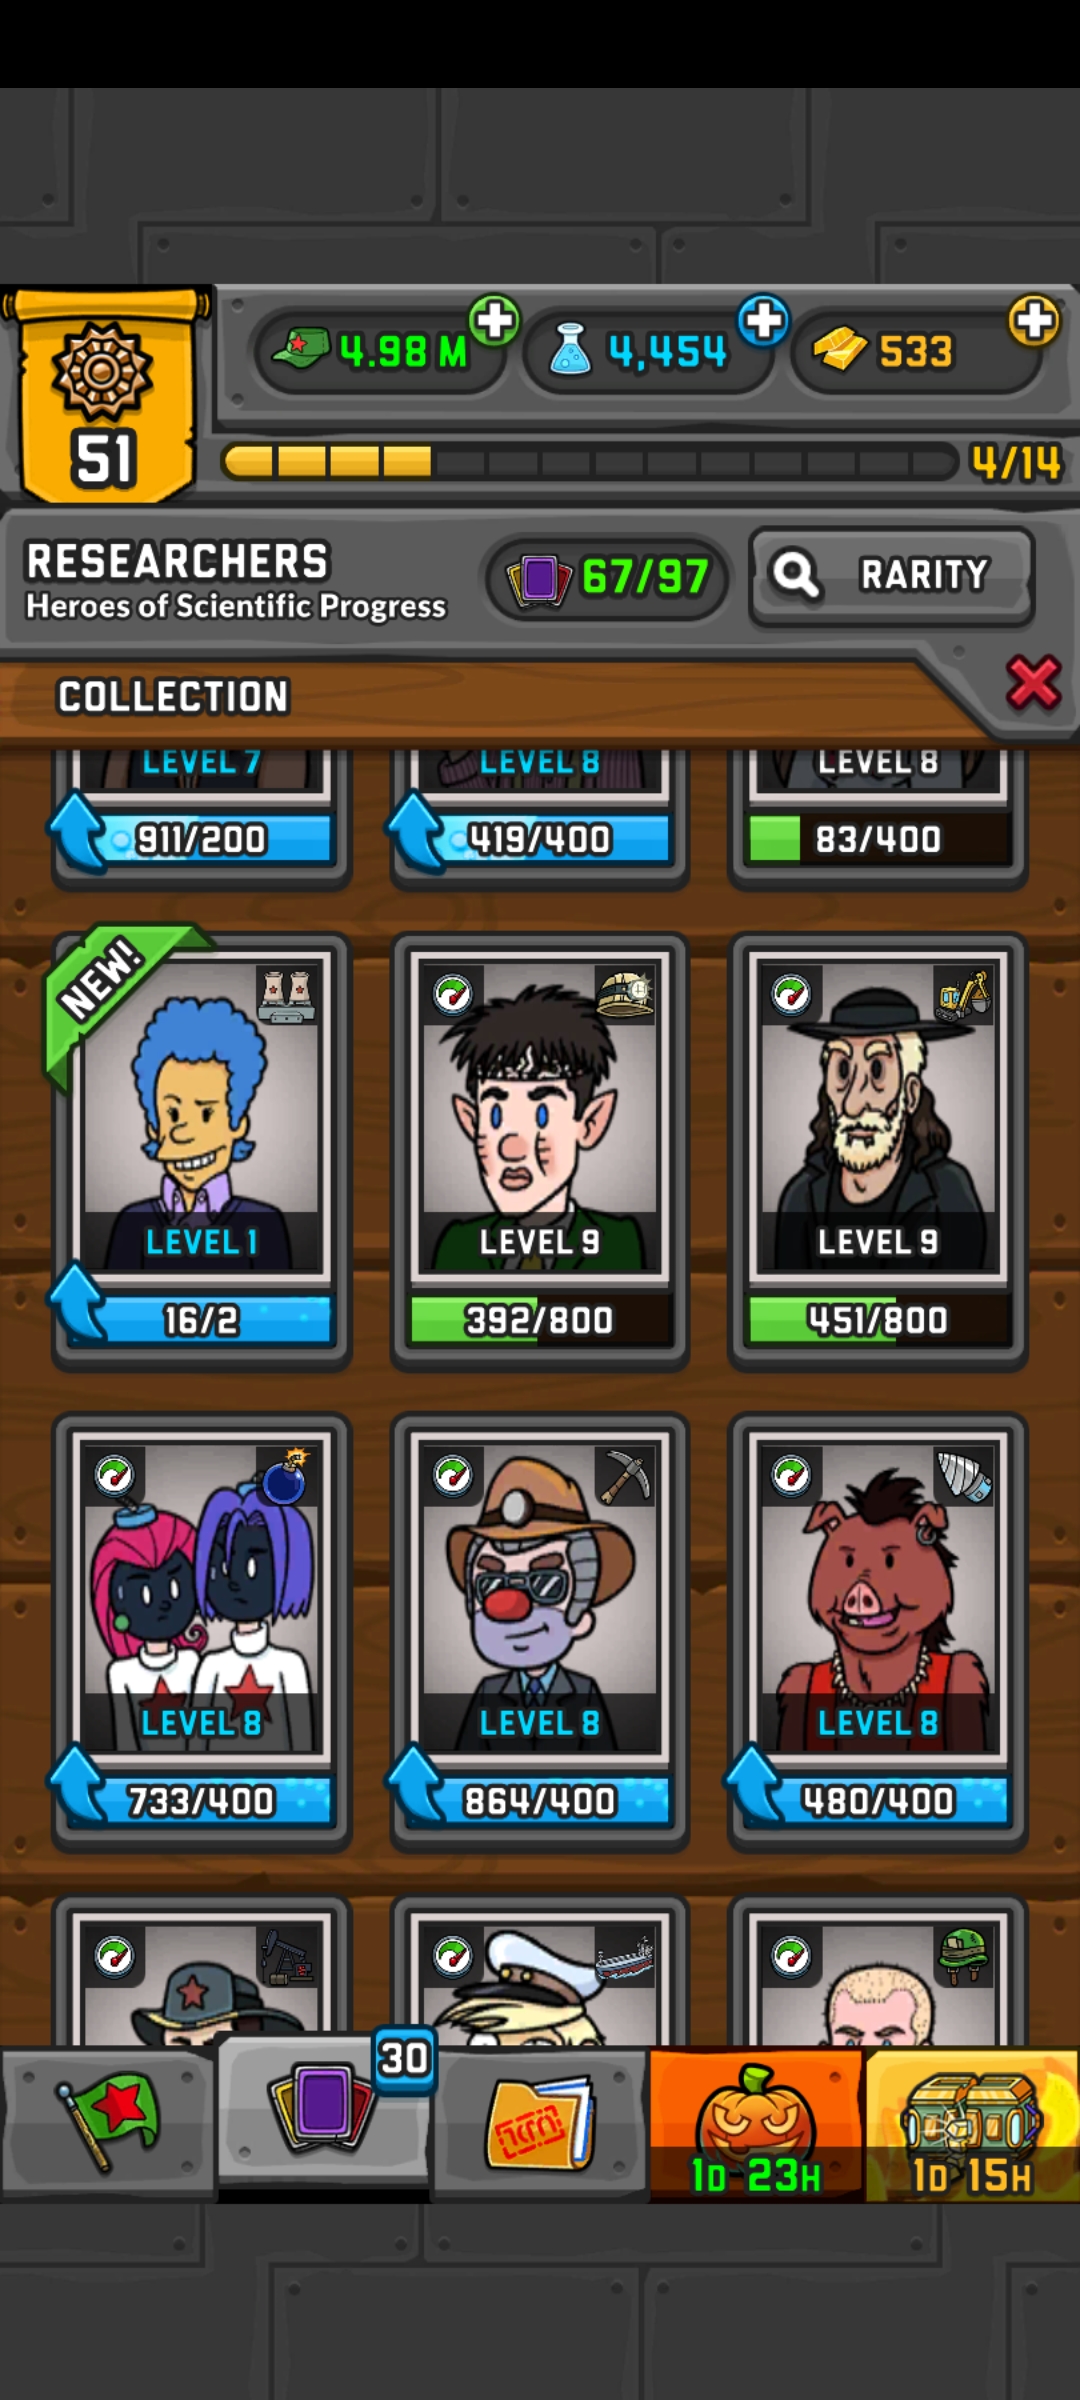 4.98 M
4,454
533
51
4/14
RESEARCHERS
Heroes of Scientific Progress
67/97
RARITY
COLLECTION
LEVEL 7
LEVEL 8
LEVEL 8
911/200
419/400
83/400
NEW!
LEVEL 1
LEVEL 9
LEVEL 9
16/2
392/800
451/800
LEVEL 8
LEVEL 8
LEVEL 8
733/400
864/400
480/400
30
1D 23H
1D 15H